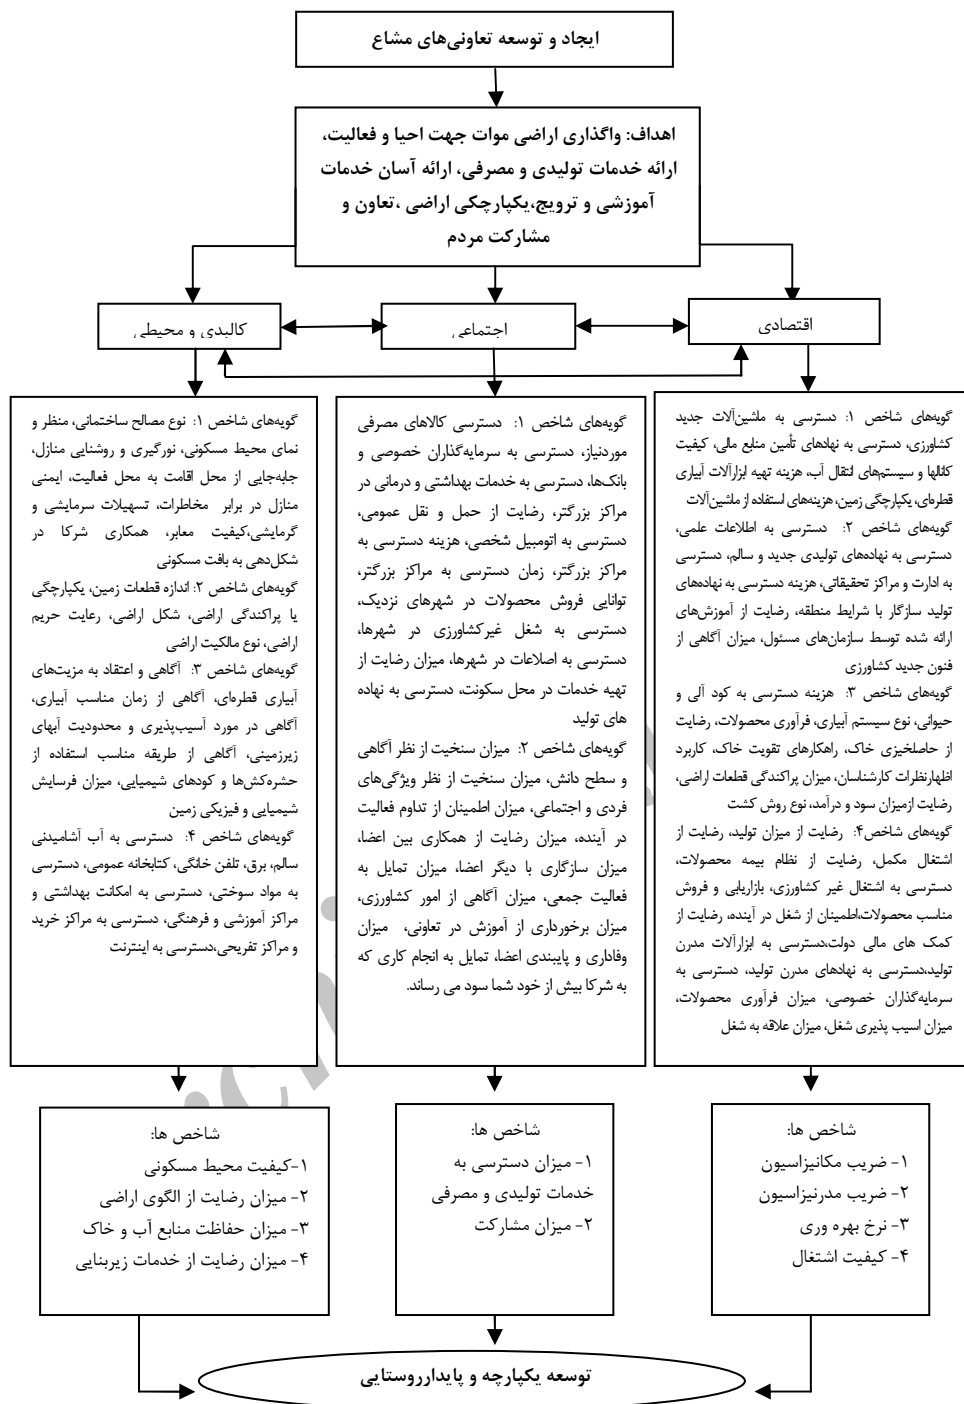 ایجاد و توسعه تعاونی‌های مشاع
اهداف: واگذاری اراضی موات جهت احیا و فعالیت،
ارائه خدمات تولیدی و مصرفی، ارائه آسان خدمات
آموزشی و ترویج،یکپارچکی اراضی ،تعاون و
مشارکت مردم
اقتصادی
اجتماعی
کالبدی و محیطی
گویه‌های شاخص ۱: دسترسی به ماشین‌آلات جدید
کشاورزی، دسترسی به نهادهای تأمین منابع مالی، کیفیت
کانالها و سیستم‌های انتقال آب، هزینه تهیه ابزارآلات آبیاری
قطره‌ای، یکپارچگی زمین، هزینه‌های استفاده از ماشین‌آلات
گویه‌های شاخص ۲: دسترسی به اطلاعات علمی،
دسترسی به نهاده‌های تولیدی جدید و سالم، دسترسی
به ادارت و مراکز تحقیقاتی، هزینه دسترسی به نهاده‌های
تولید سازگار با شرایط منطقه، رضایت از آموزش‌های
ارائه شده توسط سازمان‌های مسئول، میزان آگاهی از
فنون جدید کشاورزی
گویه‌های شاخص ۳: هزینه دسترسی به کود آلی و
حیوانی، نوع سیستم آبیاری، فرآوری محصولات، رضایت
از حاصلخیزی خاک، راهکارهای تقویت خاک، کاربرد
اظهارنظرات کارشناسان، میزان پراکندگی قطعات اراضی،
رضایت ازمیزان سود و درآمد، نوع روش کشت
گویه‌های شاخص۴: رضایت از میزان تولید، رضایت از
اشتغال مکمل، رضایت از نظام بیمه محصولات،
دسترسی به اشتغال غیر کشاورزی، بازاریابی و فروش
مناسب محصولات،اطمینان از شغل در آینده، رضایت از
کمک های مالی دولت،دسترسی به ابزارآلات مدرن
تولید،دسترسی به نهادهای مدرن تولید، دسترسی به
سرمایه‌گذاران خصوصی، میزان فرآوری محصولات،
میزان اسیب پذیری شغل، میزان علاقه به شغل
گویه‌های شاخص ۱: دسترسی کالاهای مصرفی
موردنیاز، دسترسی به سرمایه‌گذاران خصوصی و
بانک‌ها، دسترسی به خدمات بهداشتی و درمانی در
مراکز بزرگتر، رضایت از حمل و نقل عمومی،
دسترسی به اتومبیل شخصی، هزینه دسترسی به
مراکز بزرگتر، زمان دسترسی به مراکز بزرگتر،
توانایی فروش محصولات در شهرهای نزدیک،
دسترسی به شغل غیرکشاورزی در شهرها،
دسترسی به اصلاعات در شهرها، میزان رضایت از
تهیه خدمات در محل سکونت، دسترسی به نهاده
های تولید
گویه‌های شاخص ۲: میزان سنخیت از نظر آگاهی
و سطح دانش، میزان سنخیت از نظر ویژگی‌های
فردی و اجتماعی، میزان اطمینان از تداوم فعالیت
در آینده، میزان رضایت از همکاری بین اعضا،
میزان سازگاری با دیگر اعضا، میزان تمایل به
فعالیت جمعی، میزان آگاهی از امور کشاورزی،
میزان برخورداری از آموزش در تعاونی، میزان
وفاداری و پایبندی اعضا، تمایل به انجام کاری که
به شرکا بیش از خود شما سود می رساند.
گویه‌های شاخص ۱: نوع مصالح ساختمانی، منظر و
نمای محیط مسکونی، نورگیری و روشنایی منازل،
جابه‌جایی از محل اقامت به محل فعالیت، ایمنی
منازل در برابر مخاطرات، تسهیلات سرمایشی و
گرمایشی،کیفیت معابر، همکاری شرکا در
شکل‌دهی به بافت مسکونی
گویه‌های شاخص ۲: اندازه قطعات زمین، یکپارچگی
یا پراکندگی اراضی، شکل اراضی، رعایت حریم
اراضی، نوع مالکیت اراضی
گویه‌های شاخص ۳: آگاهی و اعتقاد به مزیت‌های
آبیاری قطره‌ای، آگاهی از زمان مناسب آبیاری،
آگاهی در مورد آسیب‌پذیری و محدودیت آبهای
زیرزمینی، آگاهی از طریقه مناسب استفاده از
حشره‌کش‌ها و کودهای شیمیایی، میزان فرسایش
شیمیایی و فیزیکی زمین
گویه‌های شاخص ۴: دسترسی به آب آشامیدنی
سالم، برق، تلفن خانگی، کتابخانه عمومی، دسترسی
به مواد سوختی، دسترسی به امکانت بهداشتی و
مراکز آموزشی و فرهنگی، دسترسی به مراکز خرید
و مراکز تفریحی،دسترسی به اینترنت
شاخص ها:
۱- ضریب مکانیزاسیون
۲- ضریب مدرنیزاسیون
۳- نرخ بهره وری
۴- کیفیت اشتغال
شاخص ها:
۱- میزان دسترسی به
خدمات تولیدی و مصرفی
۲- میزان مشارکت
شاخص ها:
۱-کیفیت محیط مسکونی
۲- میزان رضایت از الگوی اراضی
۳- میزان حفاظت منابع آب و خاک
۴- میزان رضایت از خدمات زیربنایی
توسعه یکپارچه و پایدارروستایی